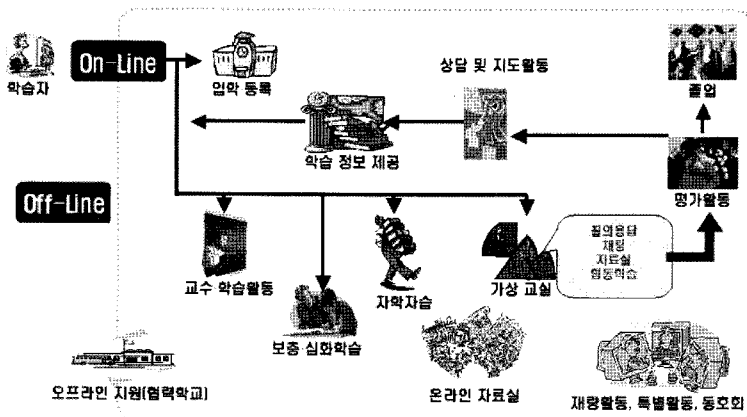 On-Line
학습자
입학 등록
상담 및 지도활동
졸업
학습 정보 제공
평가활동
Off-Line
질의응답
채팅
자료실
협동학습
교수 학습활동
자학자습
가상 교실
보충 심화학습
오프라인 지원(협력학교)
온라인 자료실
재량활동, 특별활동, 동호회